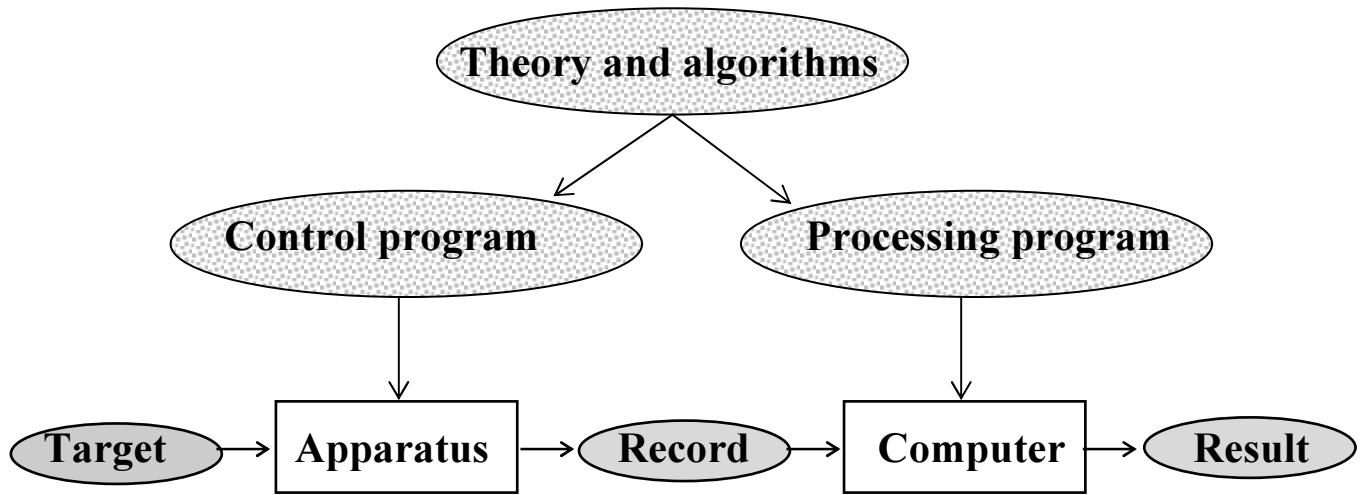 Theory and algorithms
Control program
Processing program
Target
Apparatus
Record
Computer
Result